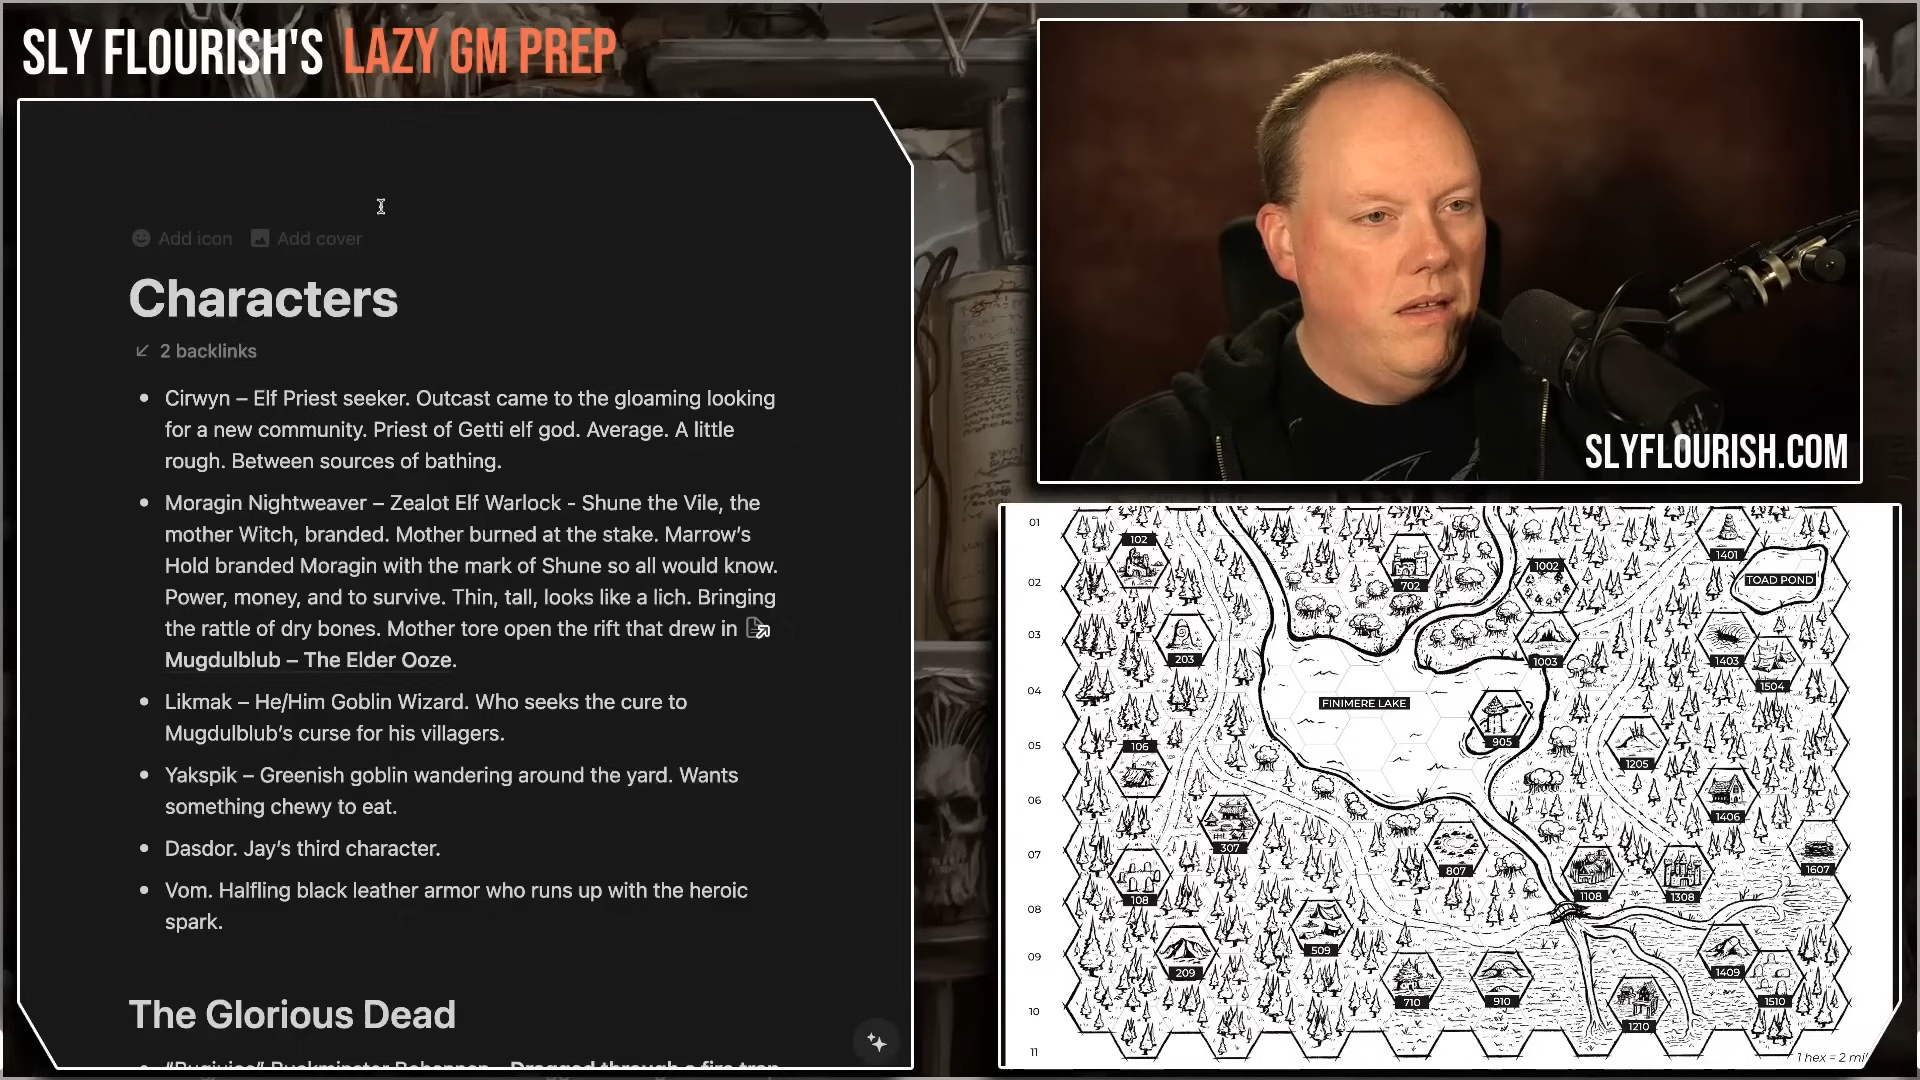 SLY FLOURISH'S LAZY GM PREP
Add icon Add cover
Characters
2 backlinks
• Cirwyn – Elf Priest seeker. Outcast came to the gloaming looking
for a new community. Priest of Getti elf god. Average. A little
rough. Between sources of bathing.
• Moragin Nightweaver – Zealot Elf Warlock - Shune the Vile, the
mother Witch, branded. Mother burned at the stake. Marrow’s
Hold branded Moragin with the mark of Shune so all would know.
Power, money, and to survive. Thin, tall, looks like a lich. Bringing
the rattle of dry bones. Mother tore open the rift that drew in
Mugdulblub – The Elder Ooze.
• Likmak – He/Him Goblin Wizard. Who seeks the cure to
Mugdulblub’s curse for his villagers.
• Yakspik – Greenish goblin wandering around the yard. Wants
something chewy to eat.
• Dasdor. Jay’s third character.
• Vom. Halfling black leather armor who runs up with the heroic
spark.
The Glorious Dead
SLYFLOURISH.COM
01
102
1401
02
702
1002
TOAD POND
03
203
1003
1403
1504
04
FINIMERE LAKE
905
05
106
1205
06
307
1406
07
807
1607
108
1108
1308
08
509
09
209
710
910
1409
1510
10
1210
11
1 hex = 2 mi